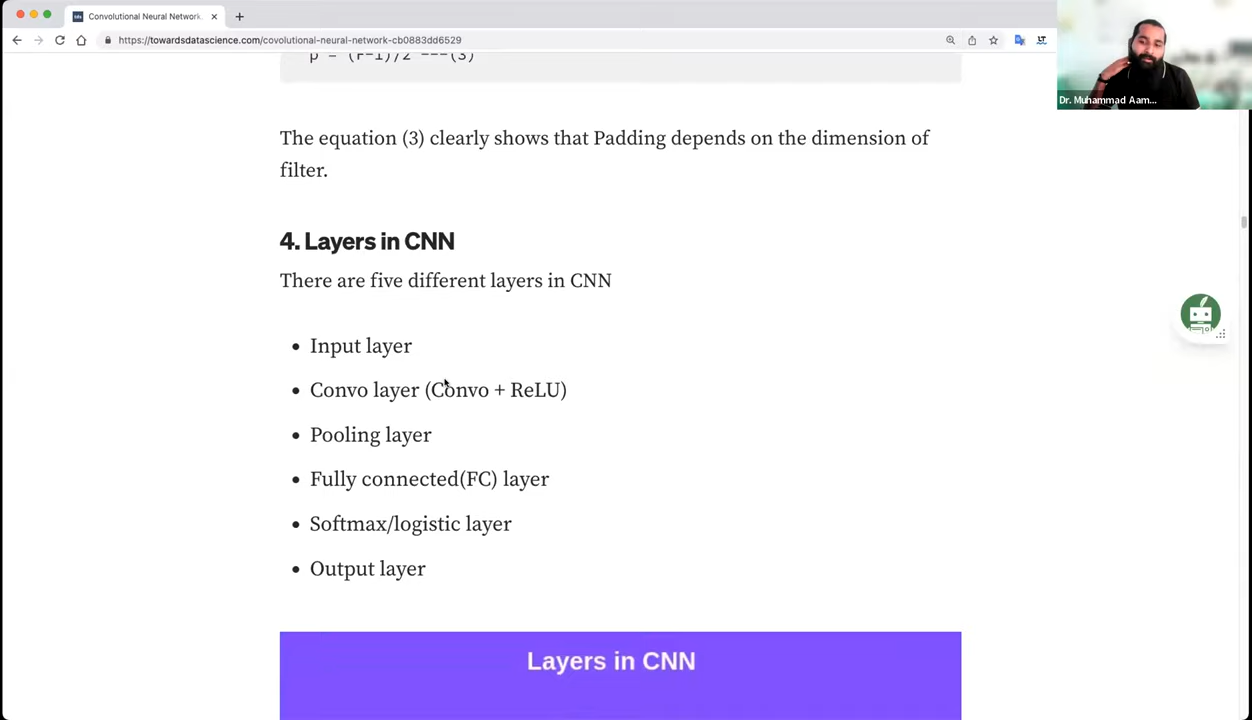 Convolutional Neural Network.
https://towardsdatascience.com/covolutional-neural-network-cb0883dd6529
Dr. Muhammad Aam...
p = (F-1)/2 ---(3)
The equation (3) clearly shows that Padding depends on the dimension of
filter.
4. Layers in CNN
There are five different layers in CNN
Input layer
Convo layer (Convo + ReLU)
Pooling layer
Fully connected(FC) layer
Softmax/logistic layer
Output layer
Layers in CNN